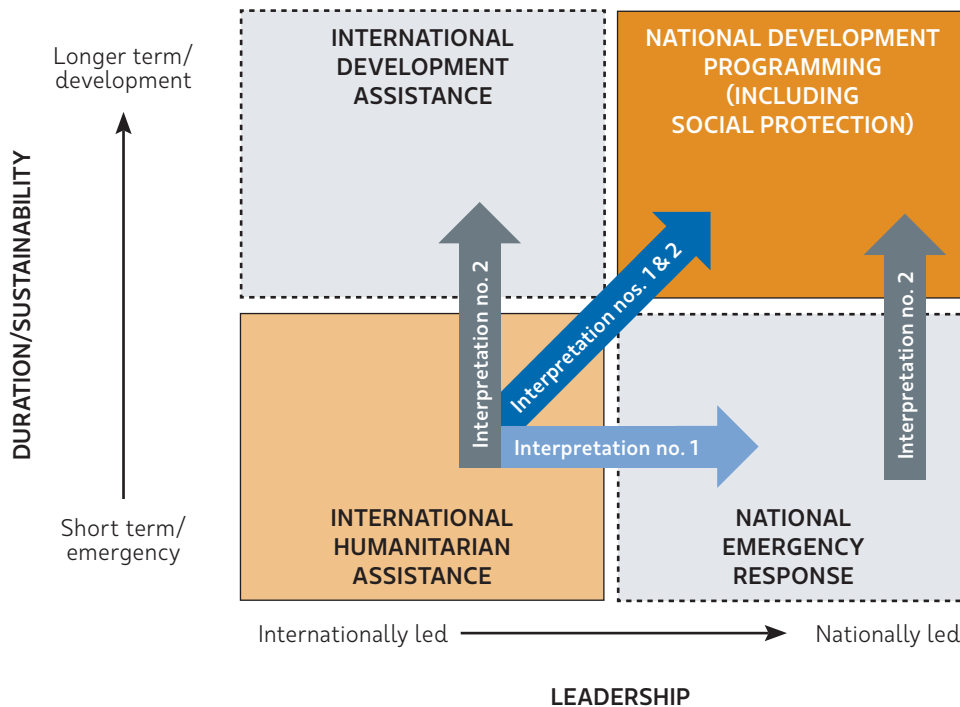 INTERNATIONAL
DEVELOPMENT
ASSISTANCE
NATIONAL DEVELOPMENT
PROGRAMMING
(INCLUDING
SOCIAL PROTECTION)
Longer term/
development
DURATION/SUSTAINABILITY
Short term/
emergency
Interpretation no. 2
Interpretation nos. 1 & 2
Interpretation no. 1
Interpretation no. 2
INTERNATIONAL
HUMANITARIAN
ASSISTANCE
NATIONAL
EMERGENCY
RESPONSE
Internationally led
Nationally led
LEADERSHIP